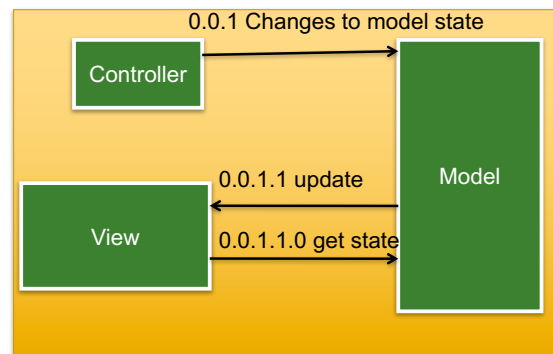 0.0.1 Changes to model state
Controller
Model
0.0.1.1 update
View
0.0.1.1.0 get state